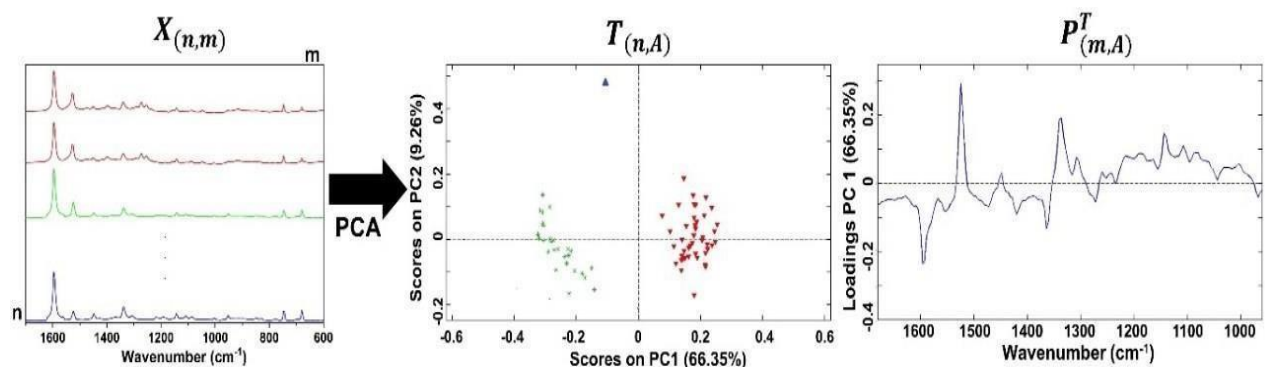 X(n,m)
T(n,A)
P^T(m,A)
m
n
1600 1400 1200 1000 800 600
Wavenumber (cm⁻¹)
PCA
Scores on PC2 (9.26%)
0.4
0.2
0
-0.2
-0.6 -0.4 -0.2 0 0.2 0.4 0.6
Scores on PC1 (66.35%)
Loadings PC 1 (66.35%)
0.2
0
-0.2
-0.4
1600 1500 1400 1300 1200 1100 1000
Wavenumber (cm⁻¹)